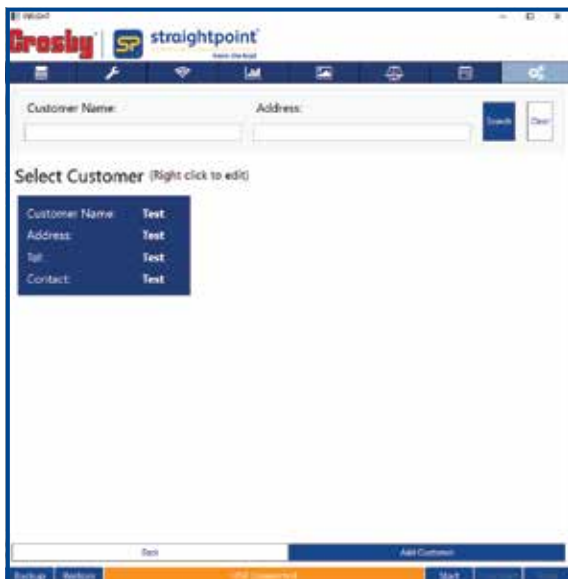 INSIGHT
Crosby SP straightpoint
Customer Name: Address:
Search Clear
Select Customer (Right click to edit)
Customer Name: Test
Address: Test
Tel: Test
Contact: Test
Back Add Customer
Backup Restore USB Connected Start